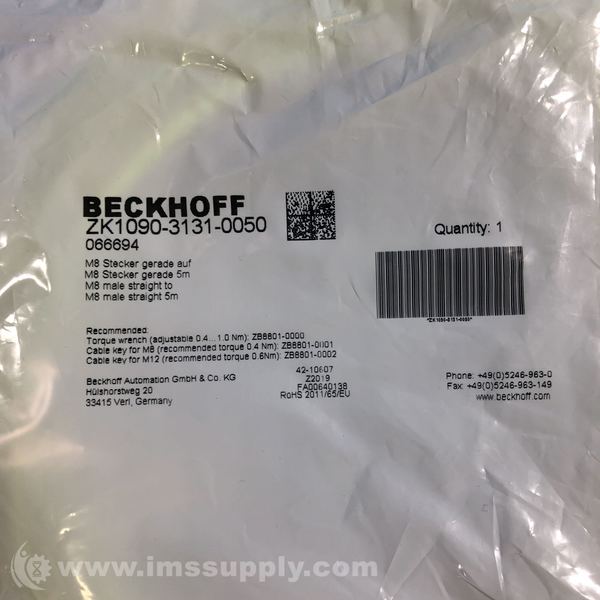 BECKHOFF
ZK1090-3131-0050
066694
M8 Stecker gerade auf
M8 Stecker gerade 5m
M8 male straight to
M8 male straight 5m
Quantity: 1
*ZK1090-3131-0050*
Recommended:
Torque wrench (adjustable 0.4...1.0 Nm): ZB8801-0000
Cable key for M8 (recommended torque 0.4 Nm): ZB8801-0001
Cable key for M12 (recommended torque 0.6Nm): ZB8801-0002
Beckhoff Automation GmbH & Co. KG
Hülshorstweg 20
33415 Verl, Germany
42-10607
Z2019
FA00640138
RoHS 2011/65/EU
Phone: +49(0)5246-963-0
Fax: +49(0)5246-963-149
www.beckhoff.com
www.imssupply.com/